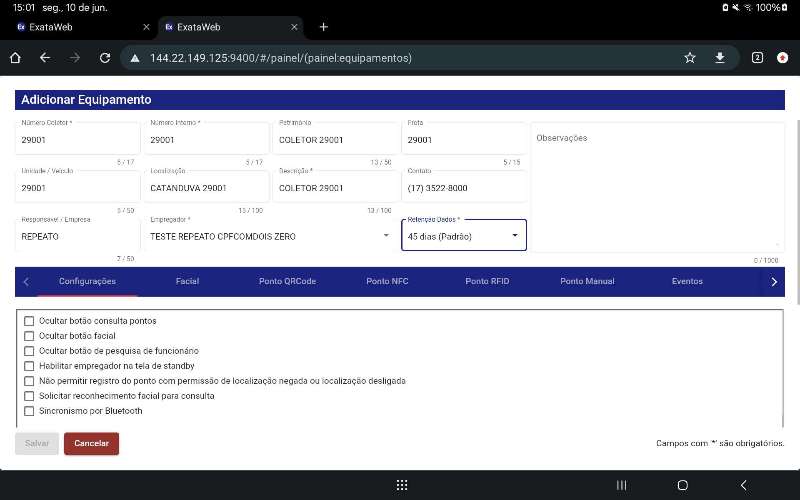 15:01 seg., 10 de jun.
100%
Ex ExataWeb
Ex ExataWeb
144.22.149.125:9400/#/painel/(painel:equipamentos)
2
Adicionar Equipamento
Número Coletor *
29001
5 / 17
Número Interno *
29001
5 / 17
Patrimônio
COLETOR 29001
13 / 50
Frota
29001
5 / 15
Observações
0 / 1000
Unidade / Veículo
29001
5 / 50
Localização
CATANDUVA 29001
15 / 100
Descrição *
COLETOR 29001
13 / 100
Contato
(17) 3522-8000
Responsável / Empresa
REPEATO
7 / 50
Empregador *
TESTE REPEATO CPFCOMDOIS ZERO
Retenção Dados *
45 dias (Padrão)
Configurações
Facial
Ponto QRCode
Ponto NFC
Ponto RFID
Ponto Manual
Eventos
Ocultar botão consulta pontos
Ocultar botão facial
Ocultar botão de pesquisa de funcionário
Habilitar empregador na tela de standby
Não permitir registro do ponto com permissão de localização negada ou localização desligada
Solicitar reconhecimento facial para consulta
Sincronismo por Bluetooth
Salvar
Cancelar
Campos com '*' são obrigatórios.